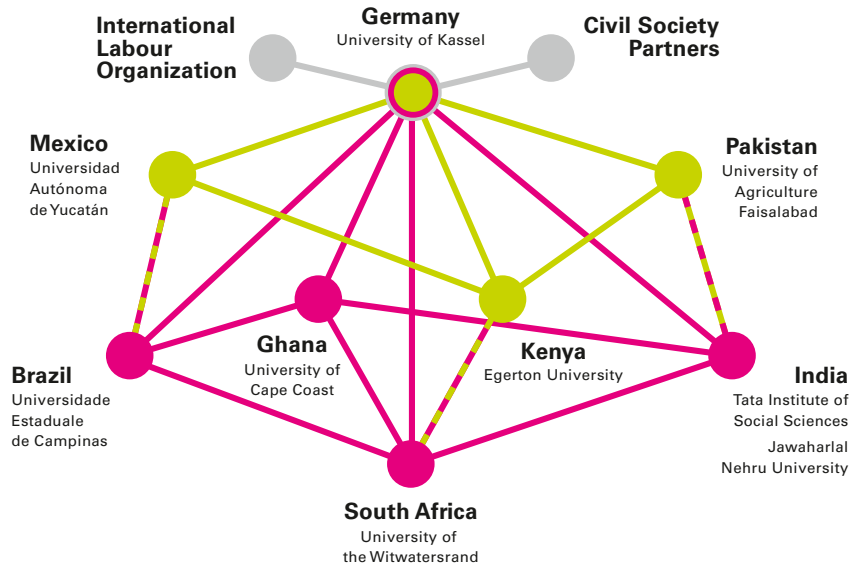 International
Labour
Organization
Germany
University of Kassel
Civil Society
Partners
Mexico
Universidad
Autónoma
de Yucatán
Pakistan
University of
Agriculture
Faisalabad
Ghana
University of
Cape Coast
Kenya
Egerton University
Brazil
Universidade
Estaduale
de Campinas
India
Tata Institute of
Social Sciences
Jawaharlal
Nehru University
South Africa
University of
the Witwatersrand